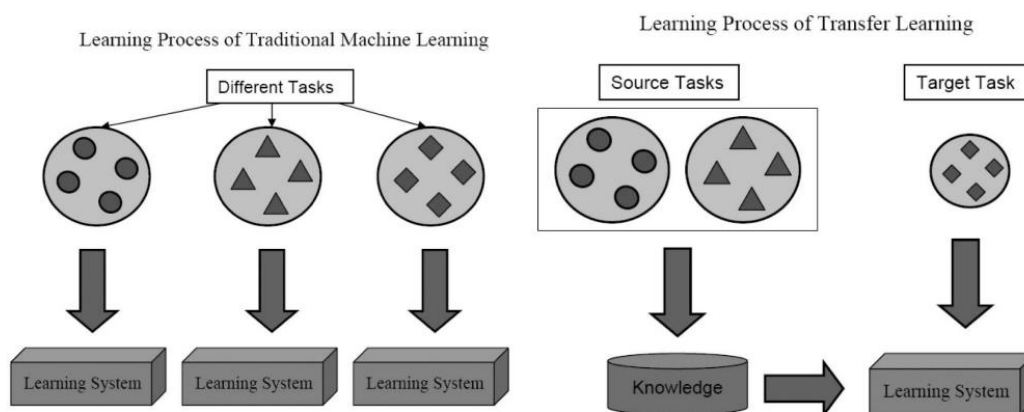 Learning Process of Traditional Machine Learning
Different Tasks
Learning System
Learning System
Learning System
Learning Process of Transfer Learning
Source Tasks
Target Task
Knowledge
Learning System